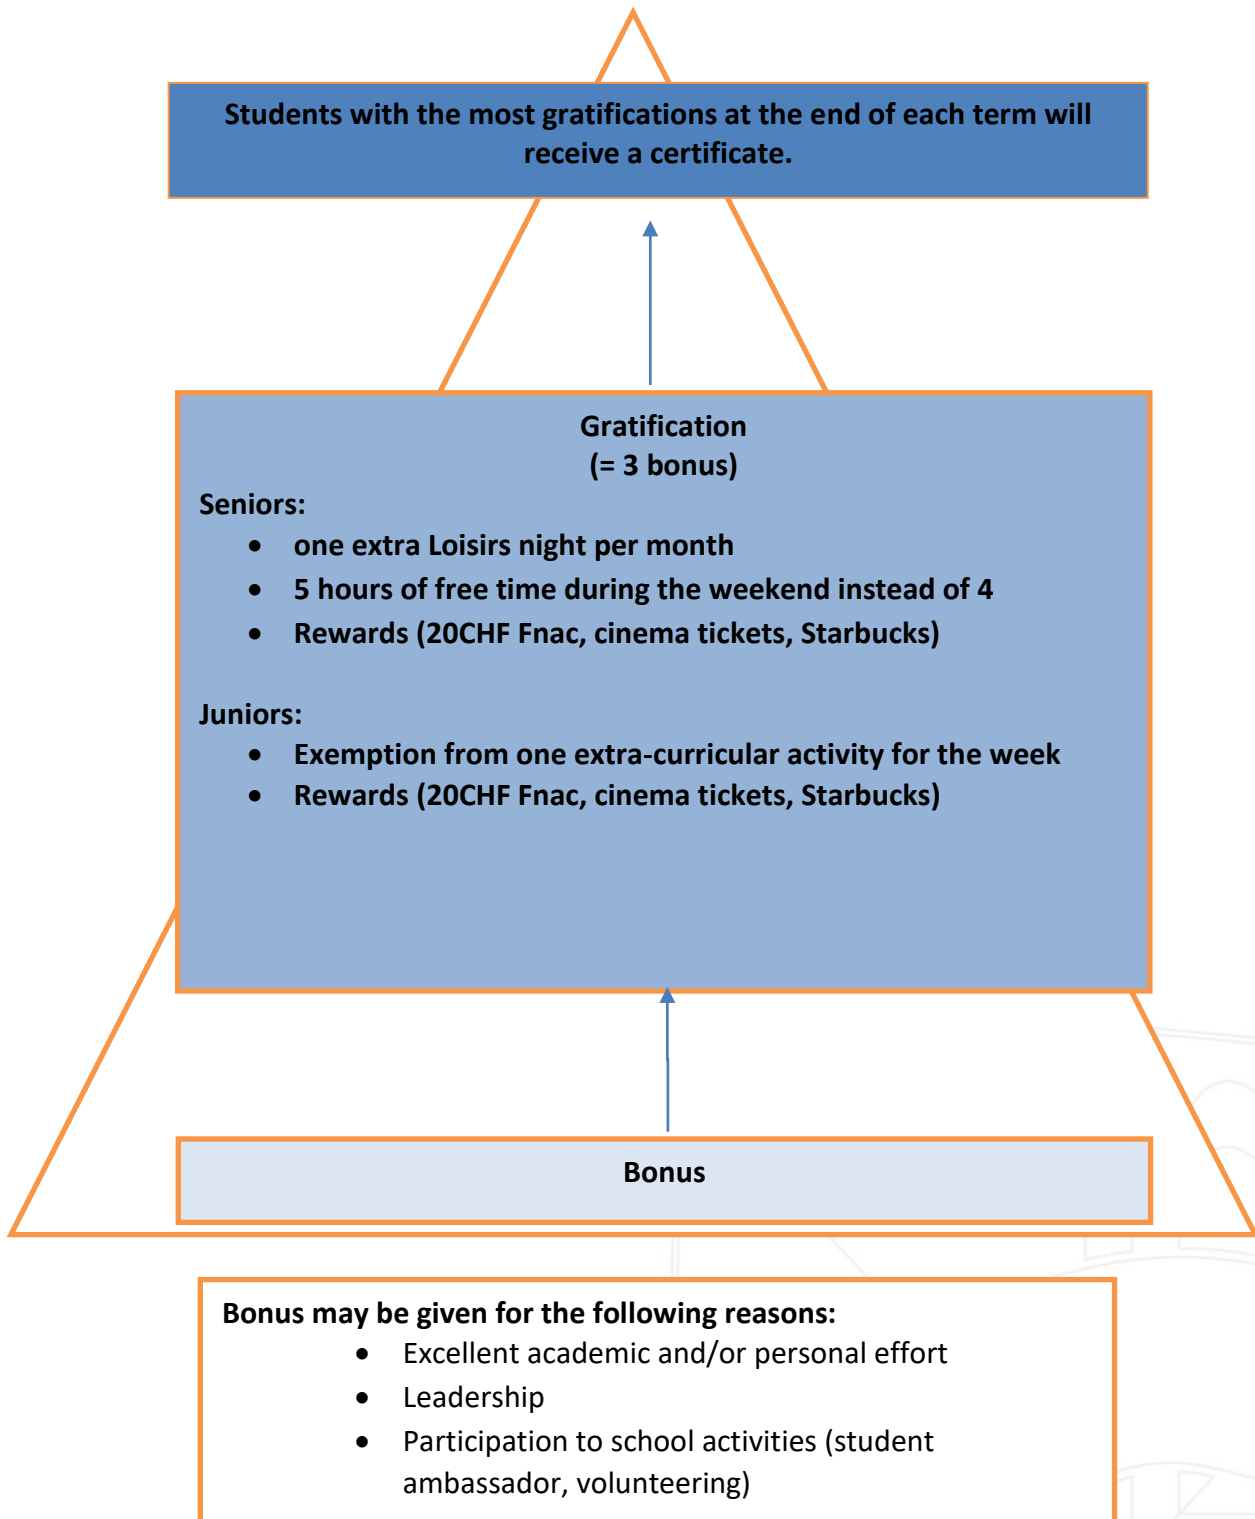 Students with the most gratifications at the end of each term will
receive a certificate.
Gratification
(= 3 bonus)
Seniors:
• one extra Loisirs night per month
• 5 hours of free time during the weekend instead of 4
• Rewards (20CHF Fnac, cinema tickets, Starbucks)
Juniors:
• Exemption from one extra-curricular activity for the week
• Rewards (20CHF Fnac, cinema tickets, Starbucks)
Bonus
Bonus may be given for the following reasons:
• Excellent academic and/or personal effort
• Leadership
• Participation to school activities (student
ambassador, volunteering)